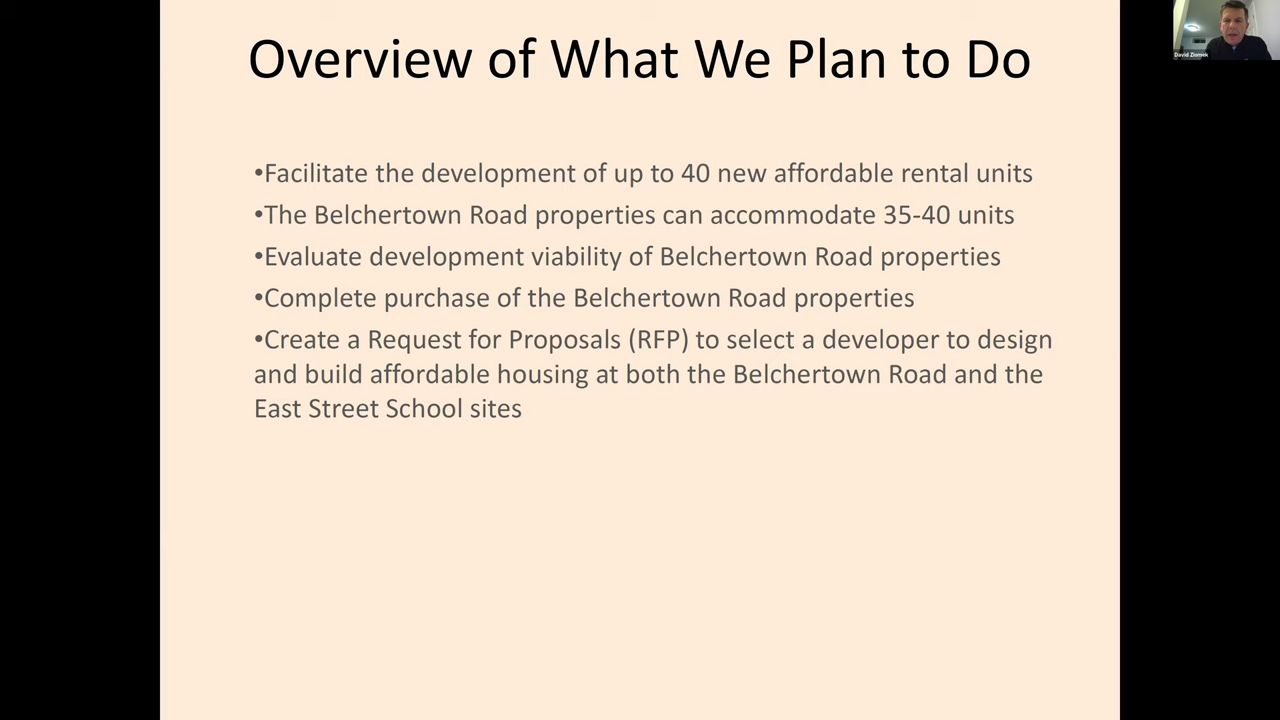 Overview of What We Plan to Do
•Facilitate the development of up to 40 new affordable rental units
•The Belchertown Road properties can accommodate 35-40 units
•Evaluate development viability of Belchertown Road properties
•Complete purchase of the Belchertown Road properties
•Create a Request for Proposals (RFP) to select a developer to design
and build affordable housing at both the Belchertown Road and the
East Street School sites
David Ziomek